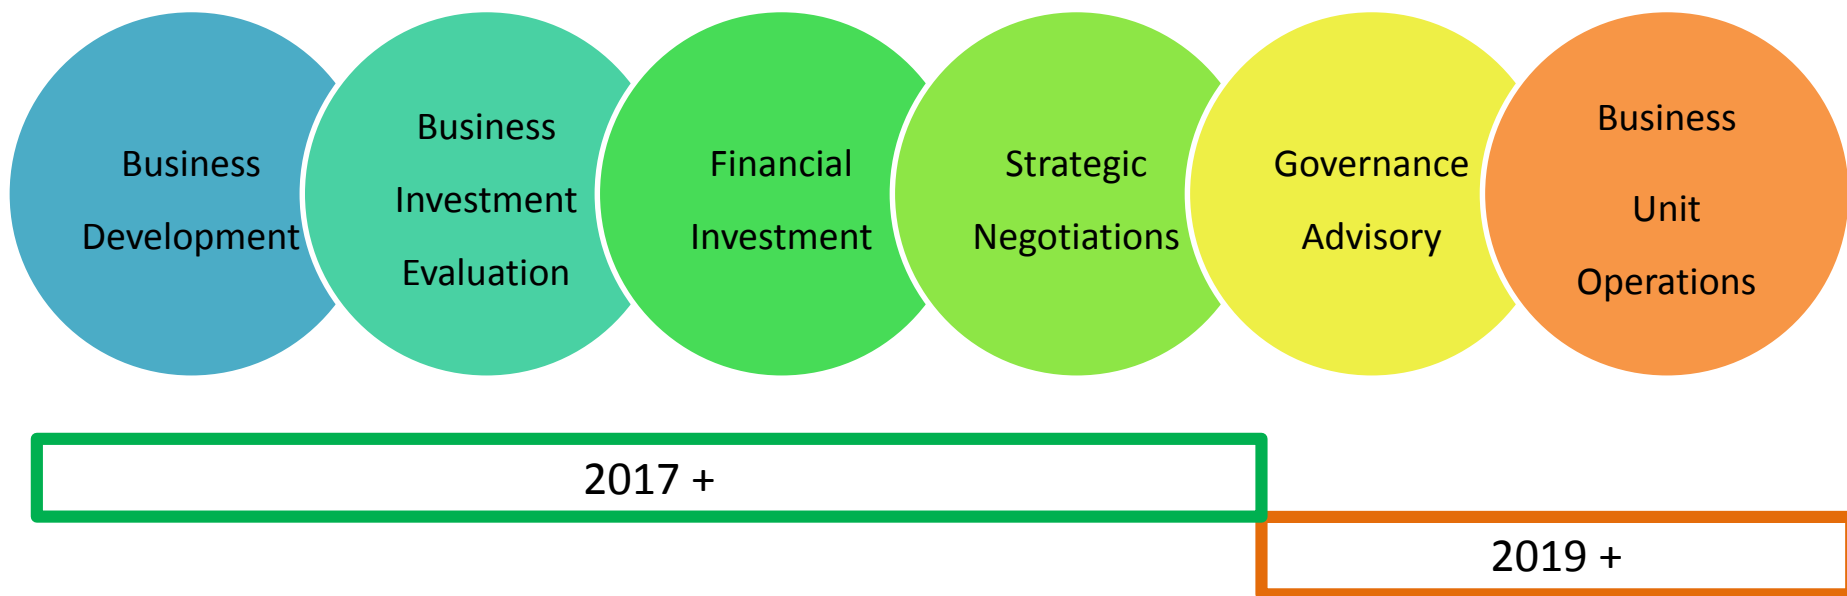 Business
Development
Business
Investment
Evaluation
Financial
Investment
Strategic
Negotiations
Governance
Advisory
Business
Unit
Operations
2017 +
2019 +